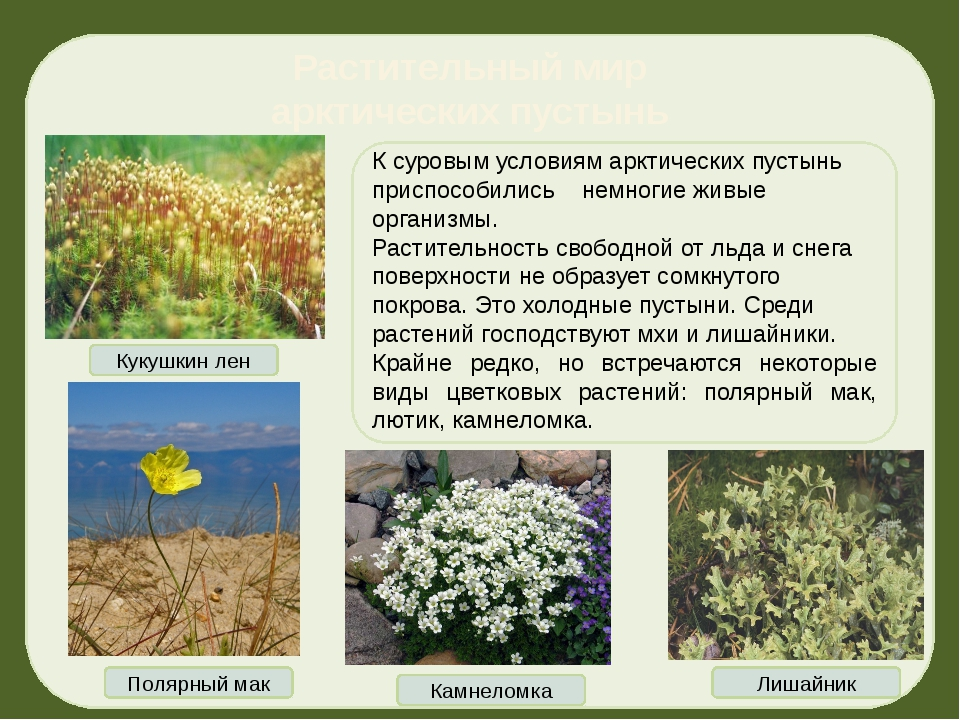 Растительный мир
арктических пустынь
К суровым условиям арктических пустынь
приспособились немногие живые
организмы.
Растительность свободной от льда и снега
поверхности не образует сомкнутого
покрова. Это холодные пустыни. Среди
растений господствуют мхи и лишайники.
Крайне редко, но встречаются некоторые
виды цветковых растений: полярный мак,
лютик, камнеломка.
Кукушкин лен
Полярный мак
Камнеломка
Лишайник